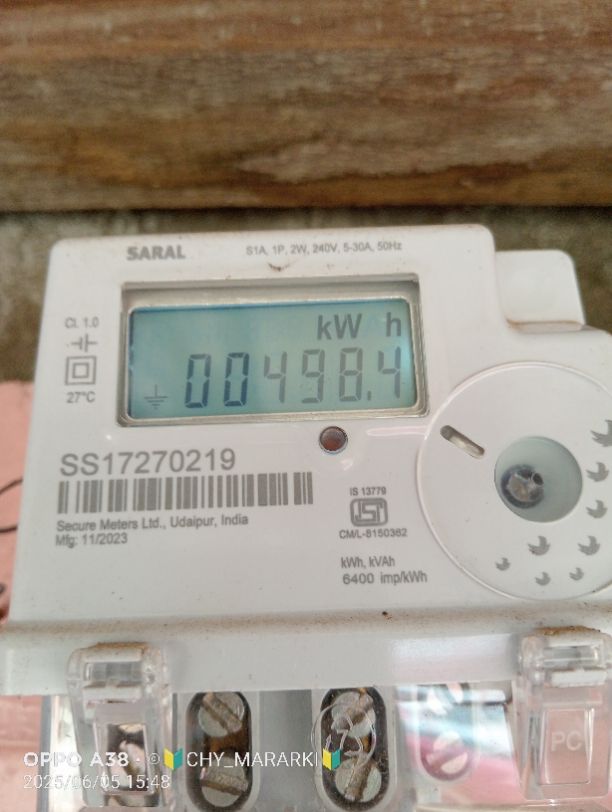 SARAL
S1A, 1P, 2W, 240V, 5-30A, 50Hz
Cl. 1.0
27°C
kW h
00498.4
SS17270219
Secure Meters Ltd., Udaipur, India
Mfg: 11/2023
IS 13779
ISI
CM/L-8150362
kWh, kVAh
6400 imp/kWh
PC
OPPO A38 · ©🔰CHY_MARARKI🔰
2025/06/05 15:48